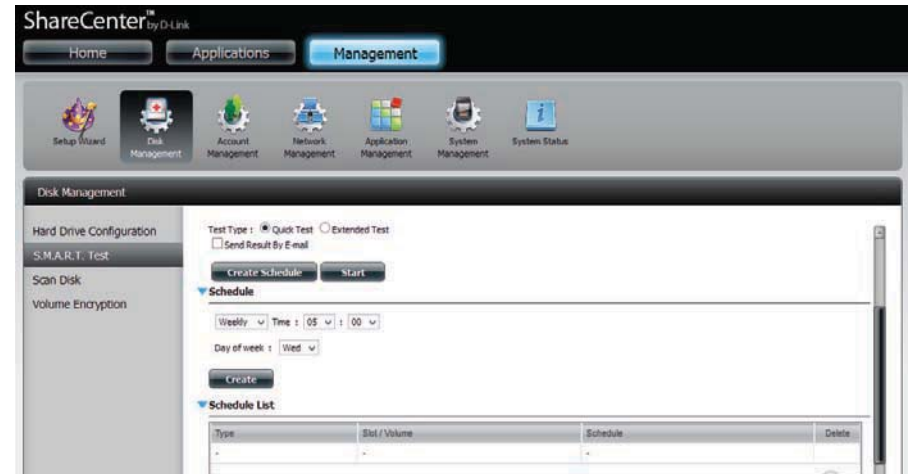 ShareCenter™ by D-Link
Home Applications Management
Setup Wizard Disk Management Account Management Network Management Application Management System Management System Status
Disk Management
Hard Drive Configuration
S.M.A.R.T. Test
Scan Disk
Volume Encryption
Test Type : Quick Test Extended Test
Send Result By E-mail
Create Schedule Start
Schedule
Weekly Time : 05 : 00
Day of week : Wed
Create
Schedule List
Type Slot / Volume Schedule Delete
- - -